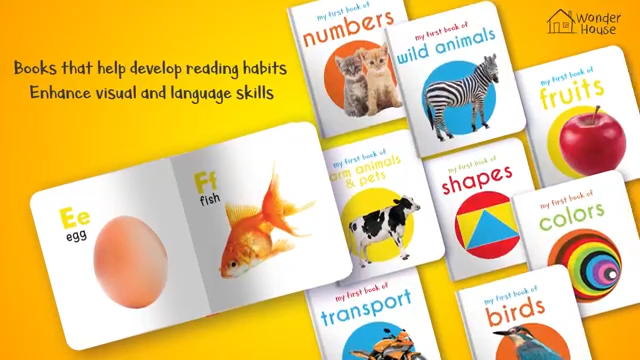 Books that help develop reading habits
Enhance visual and language skills
Wonder
House
my first book of
numbers
my first book of
wild animals
my first book of
fruits
my first book of
arm animals
& pets
my first book of
shapes
my first book of
colors
my first book of
transport
my first book of
birds
Ee
egg
Ff
fish